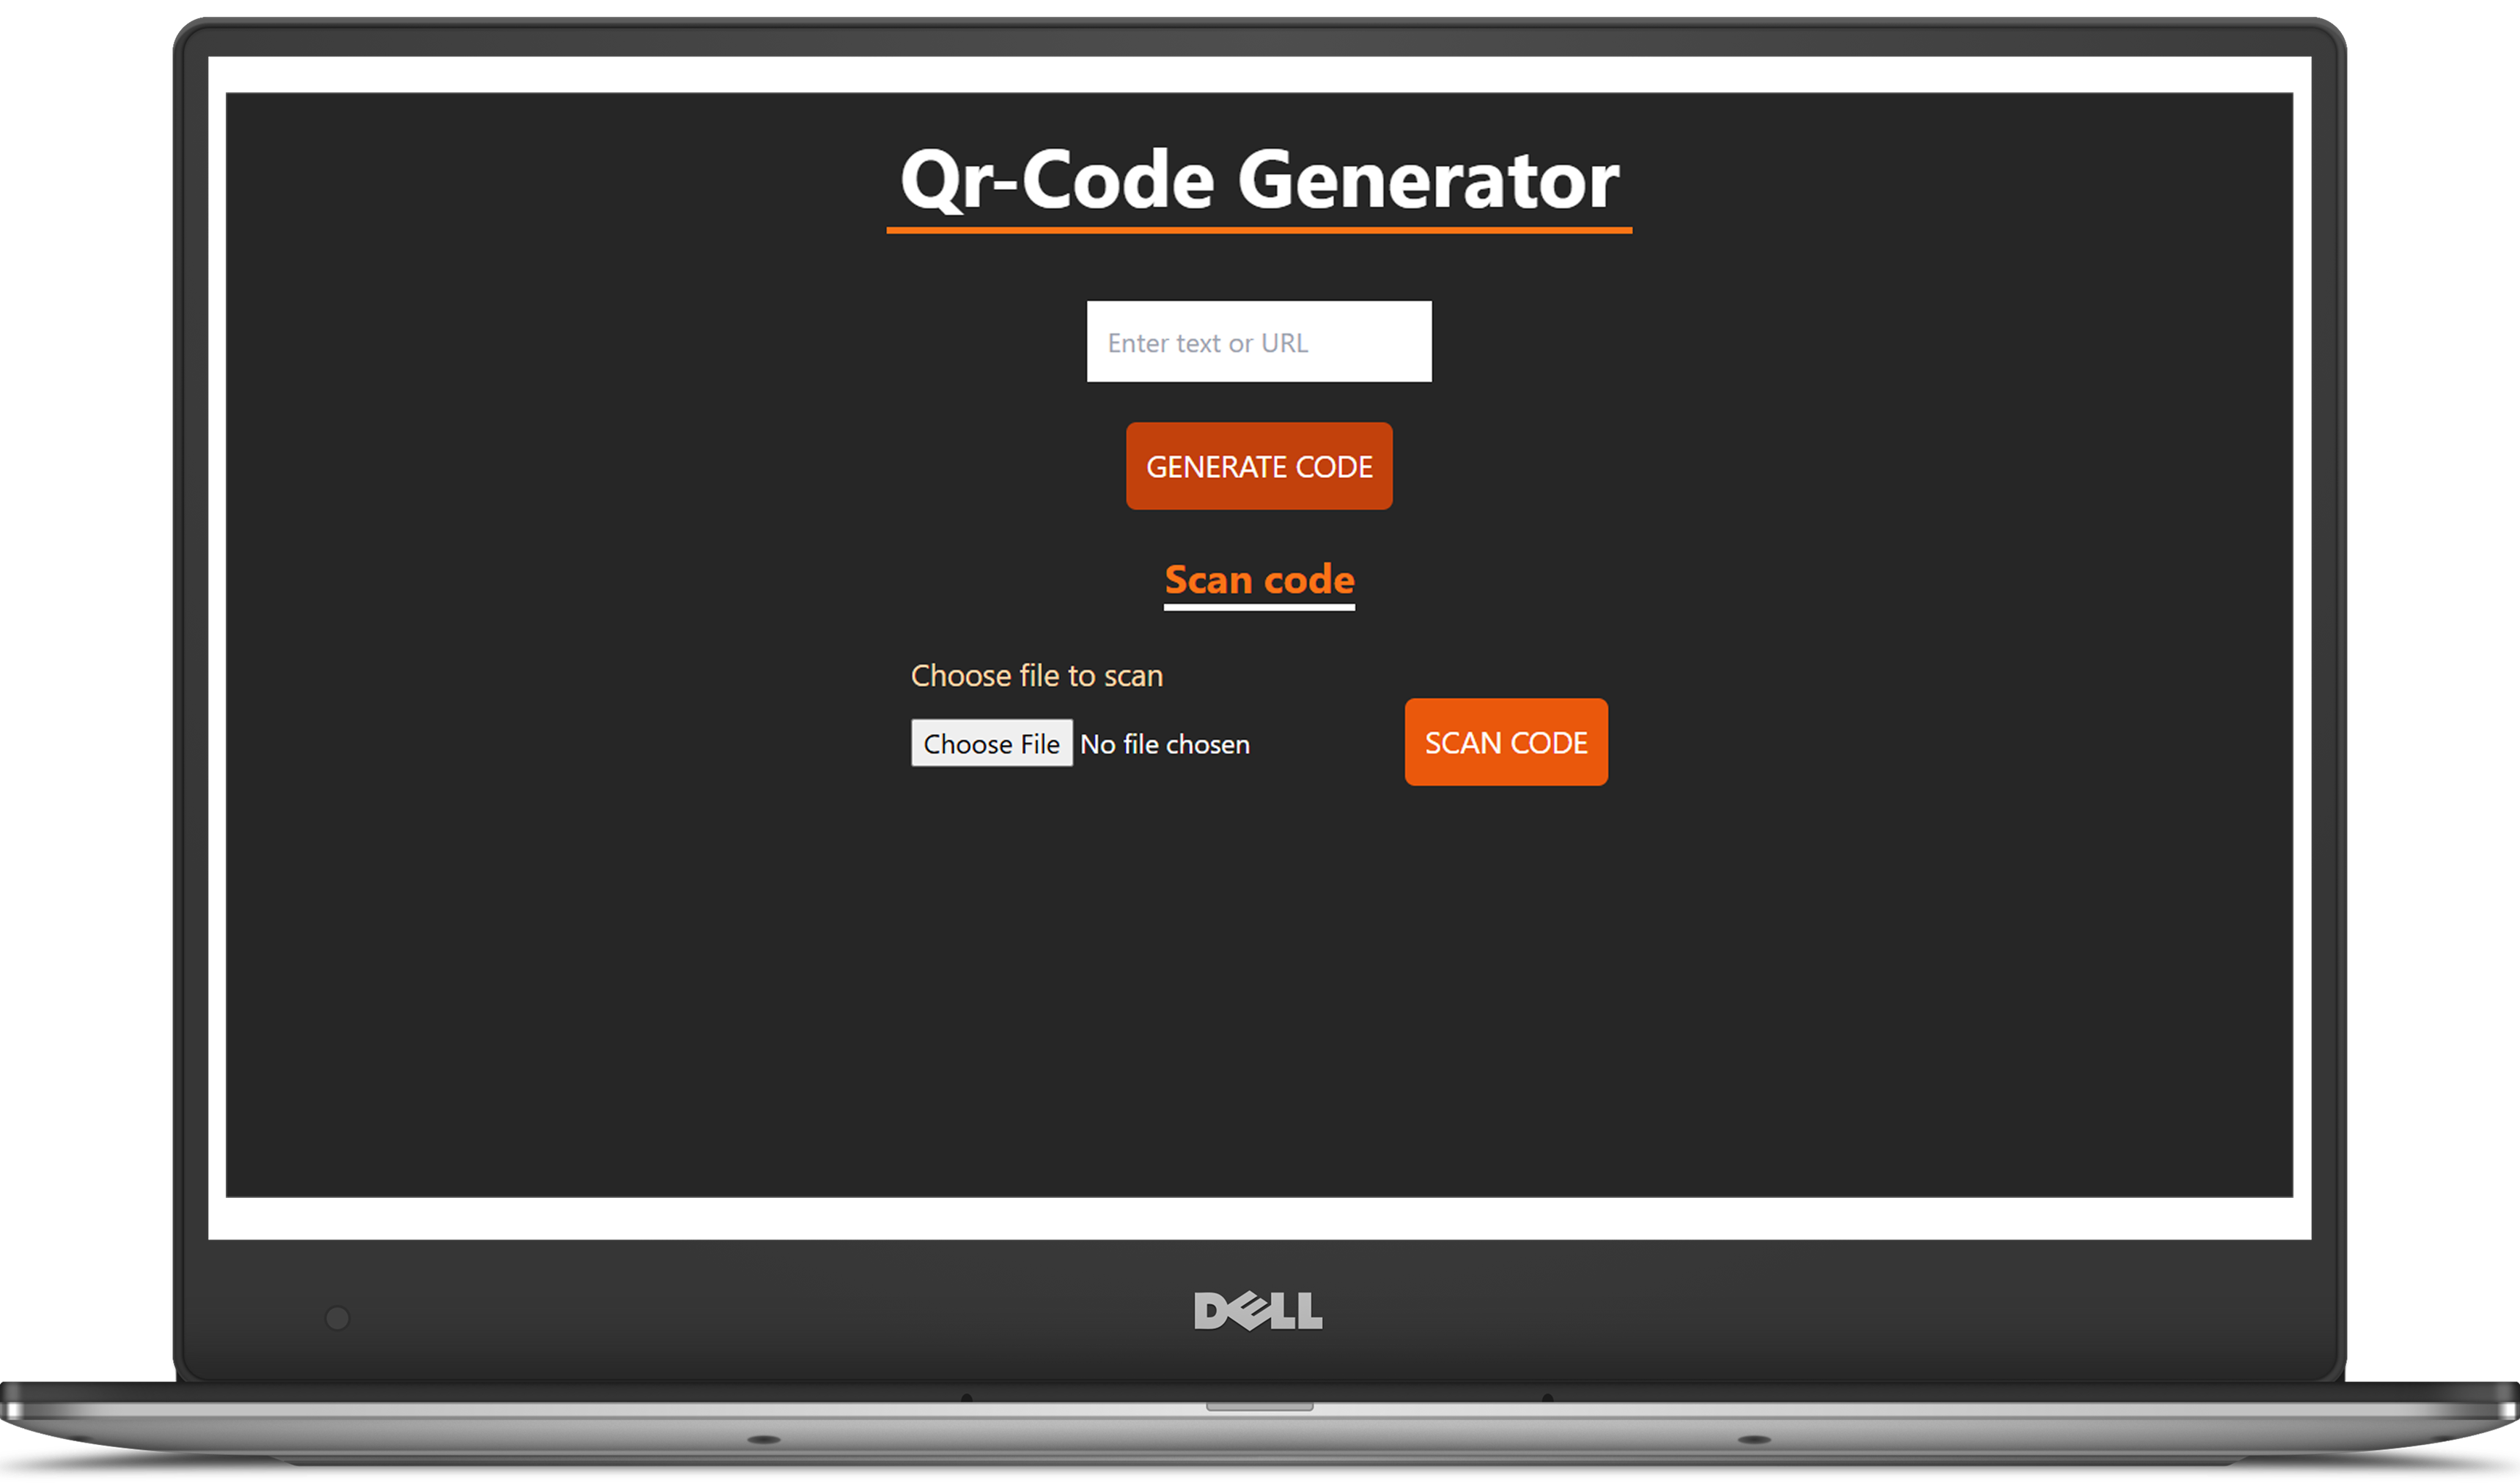 Qr-Code Generator
Enter text or URL
GENERATE CODE
Scan code
Choose file to scan
Choose File No file chosen
SCAN CODE
DELL